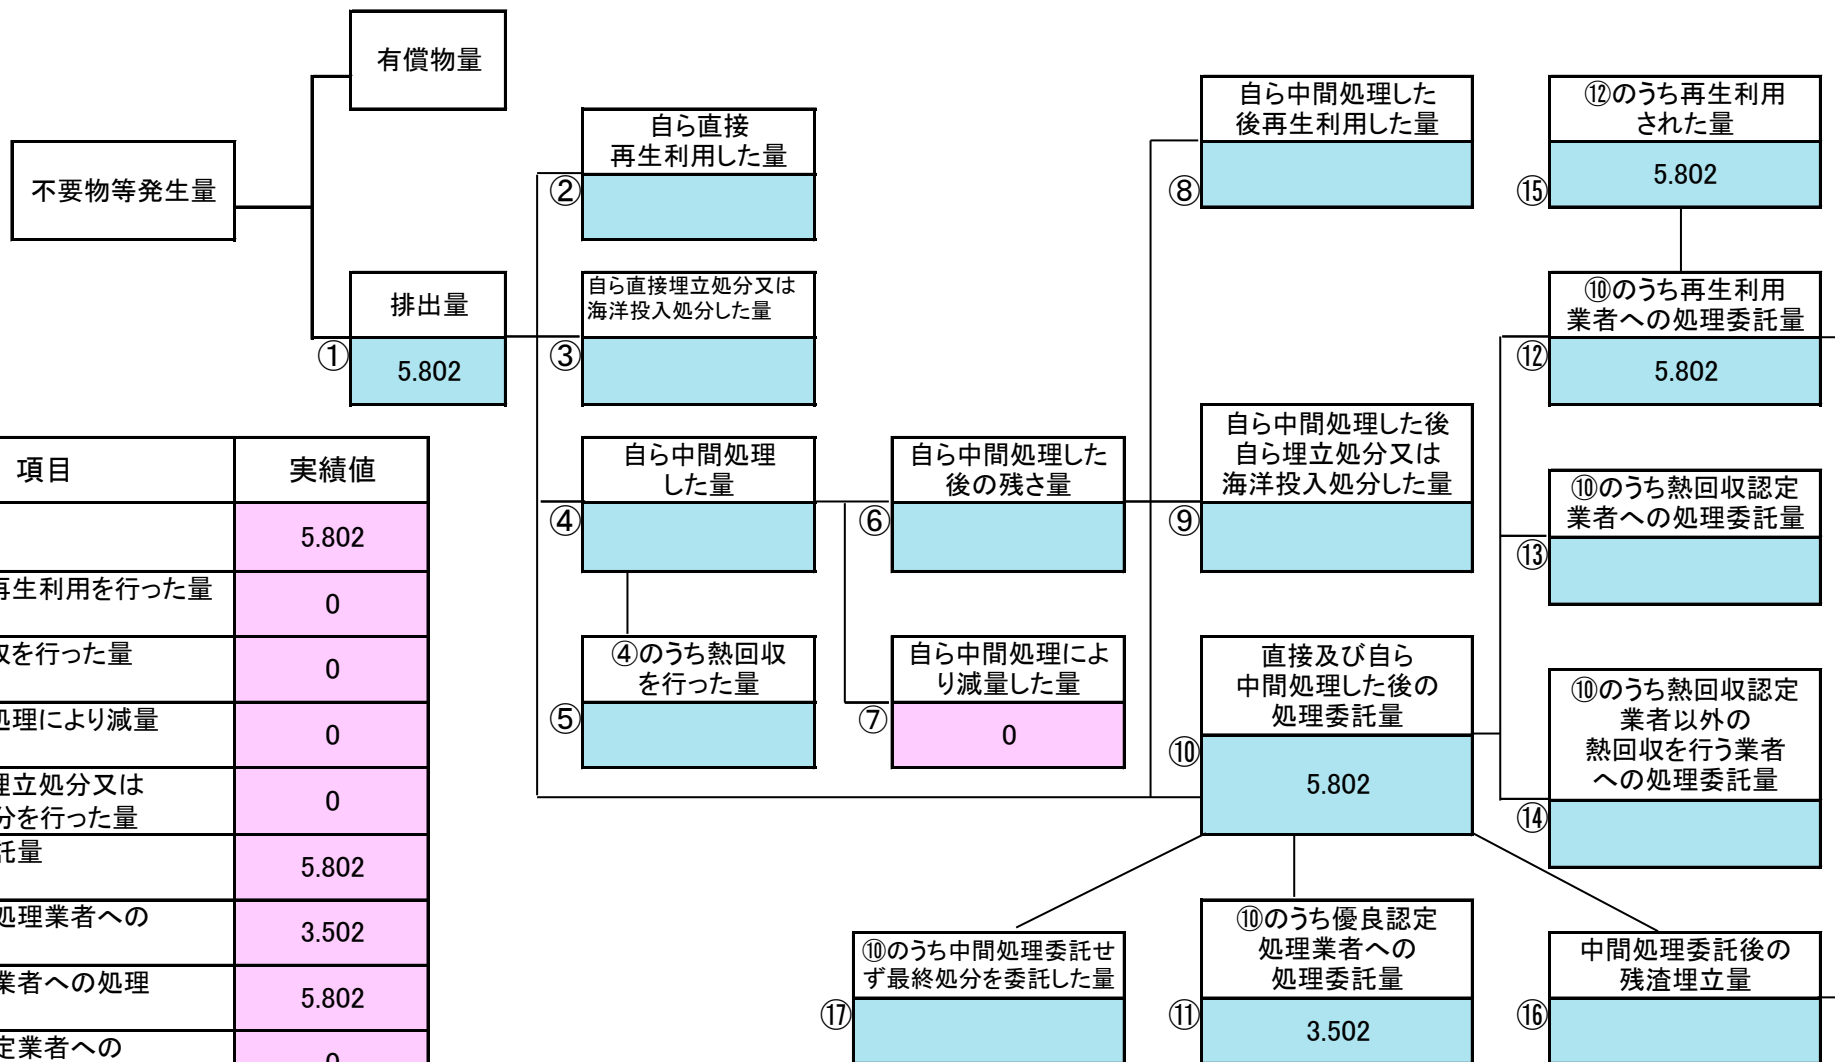 有償物量
不要物等発生量
排出量
①
5.802
自ら直接
再生利用した量
②
自ら直接埋立処分又は
海洋投入処分した量
③
自ら中間処理
した量
④
④のうち熱回収
を行った量
⑤
自ら中間処理した
後の残さ量
⑥
自ら中間処理によ
り減量した量
⑦
0
自ら中間処理した
後再生利用した量
⑧
自ら中間処理した後
自ら埋立処分又は
海洋投入処分した量
⑨
直接及び自ら
中間処理した後の
処理委託量
⑩
5.802
⑫のうち再生利用
された量
⑮
5.802
⑩のうち再生利用
業者への処理委託量
⑫
5.802
⑩のうち熱回収認定
業者への処理委託量
⑬
⑩のうち熱回収認定
業者以外の
熱回収を行う業者
への処理委託量
⑭
⑩のうち中間処理委託せ
ず最終処分を委託した量
⑰
⑩のうち優良認定
処理業者への
処理委託量
⑪
3.502
中間処理委託後の
残渣埋立量
⑯
項目
実績値
5.802
再生利用を行った量
0
を行った量
0
処理により減量
0
埋立処分又は
分を行った量
0
託量
5.802
処理業者への
3.502
業者への処理
5.802
定業者への